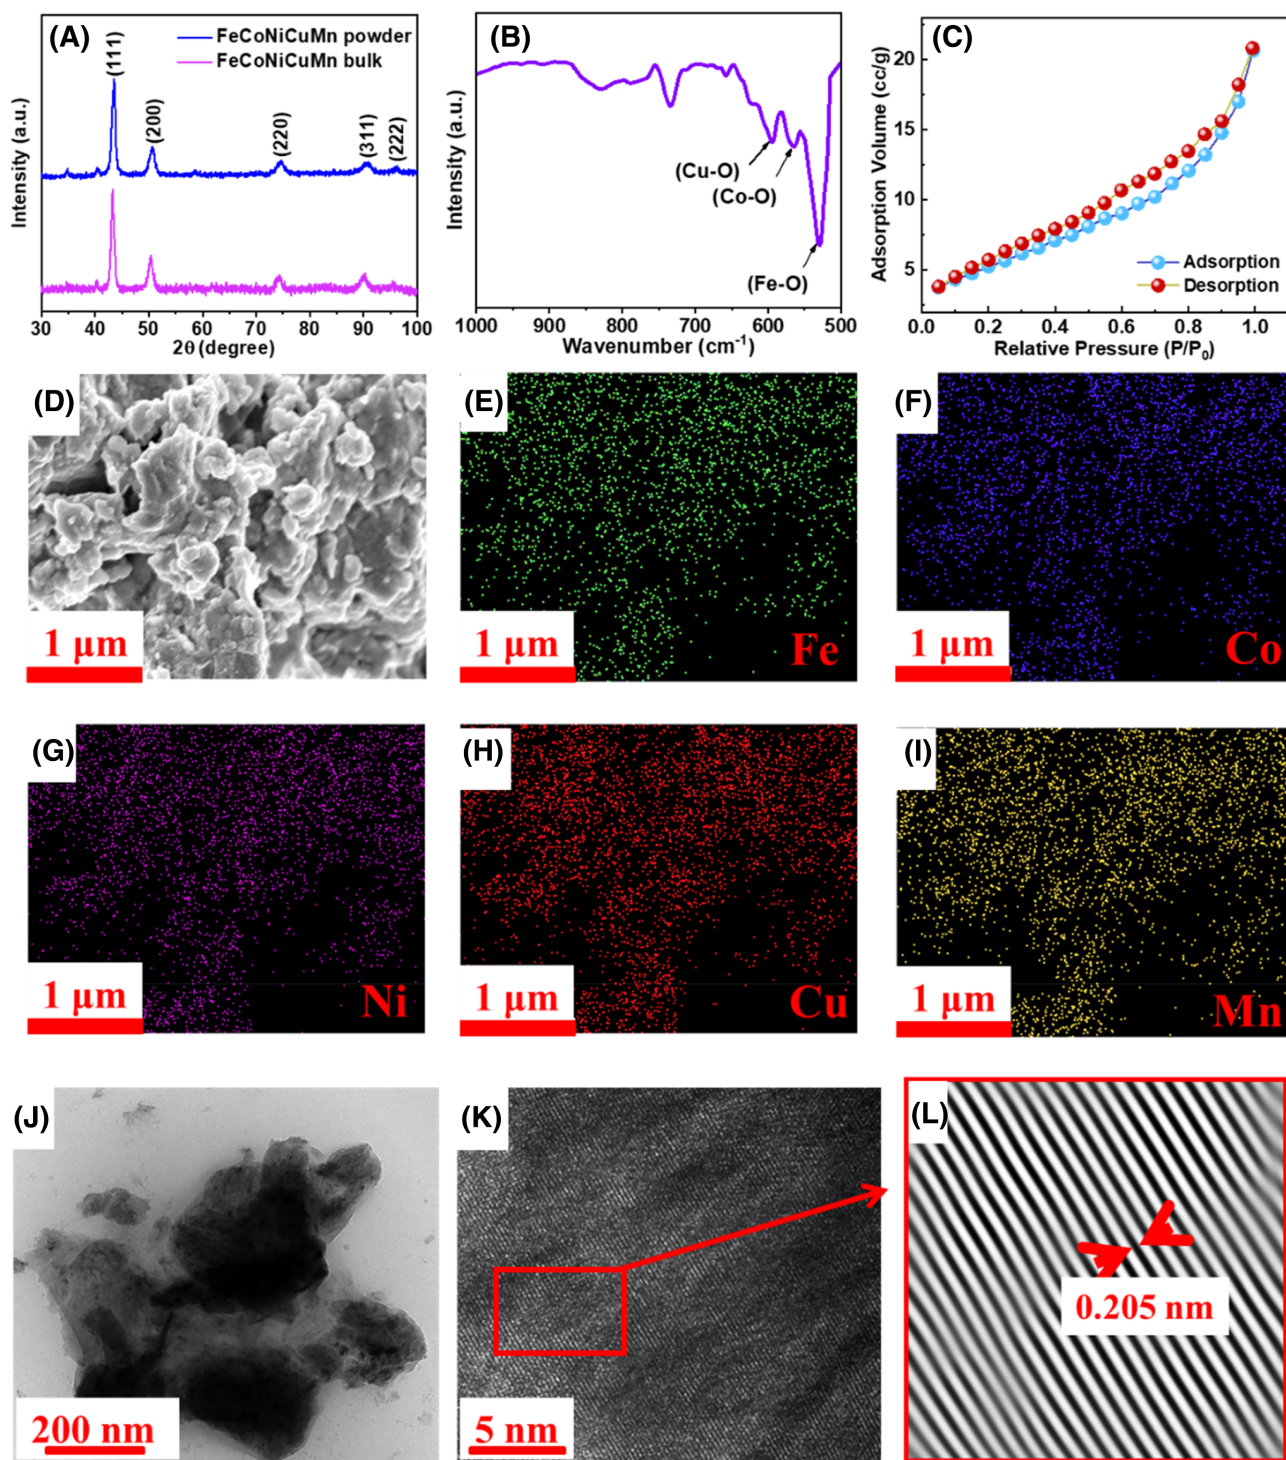 (A)
FeCoNiCuMn powder
FeCoNiCuMn bulk
(111)
(200)
(220)
(311)
(222)
Intensity (a.u.)
30 40 50 60 70 80 90 100
2θ (degree)
(B)
(Cu-O)
(Co-O)
(Fe-O)
Intensity (a.u.)
1000 900 800 700 600 500
Wavenumber (cm⁻¹)
(C)
Adsorption Volume (cc/g)
20
15
10
5
Adsorption
Desorption
0.0 0.2 0.4 0.6 0.8 1.0
Relative Pressure (P/P₀)
(D)
1 μm
(E)
1 μm
Fe
(F)
1 μm
Co
(G)
1 μm
Ni
(H)
1 μm
Cu
(I)
1 μm
Mn
(J)
200 nm
(K)
5 nm
(L)
0.205 nm